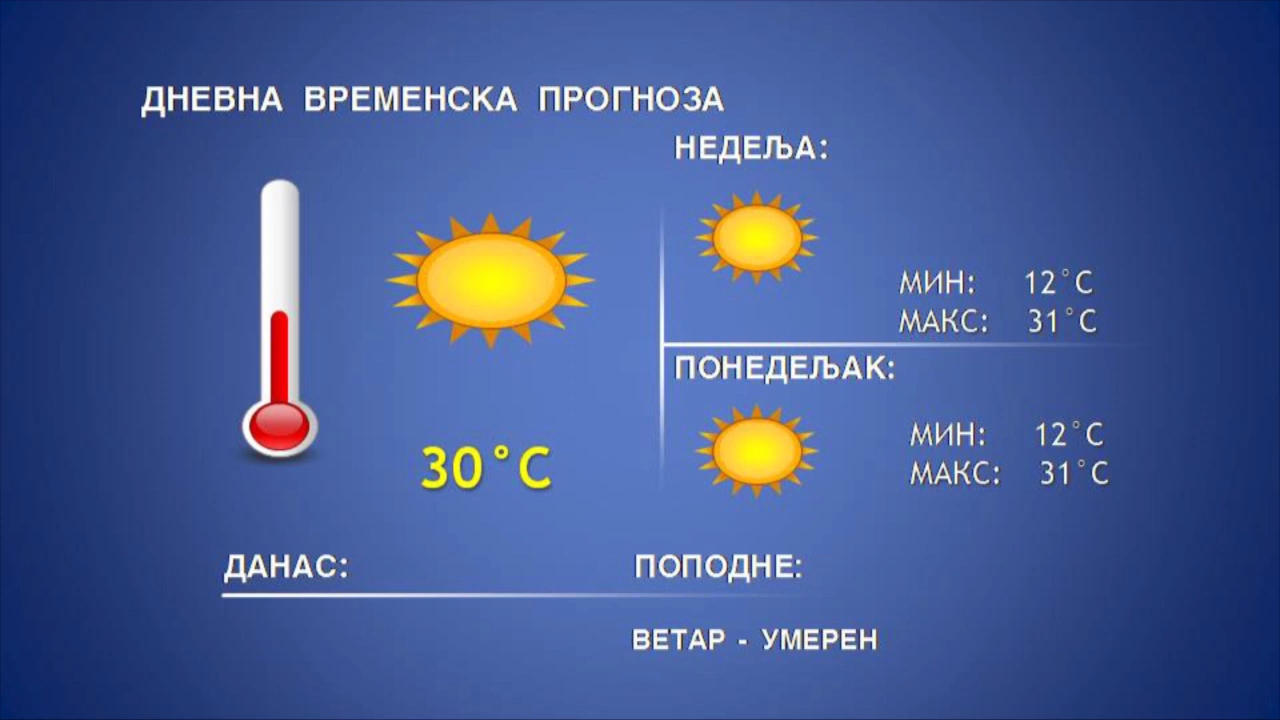 ДНЕВНА ВРЕМЕНСКА ПРОГНОЗА
30°C
НЕДЕЉА:
МИН: 12°C
МАКС: 31°C
ПОНЕДЕЉАК:
МИН: 12°C
МАКС: 31°C
ДАНАС:
ПОПОДНЕ:
ВЕТАР - УМЕРЕН